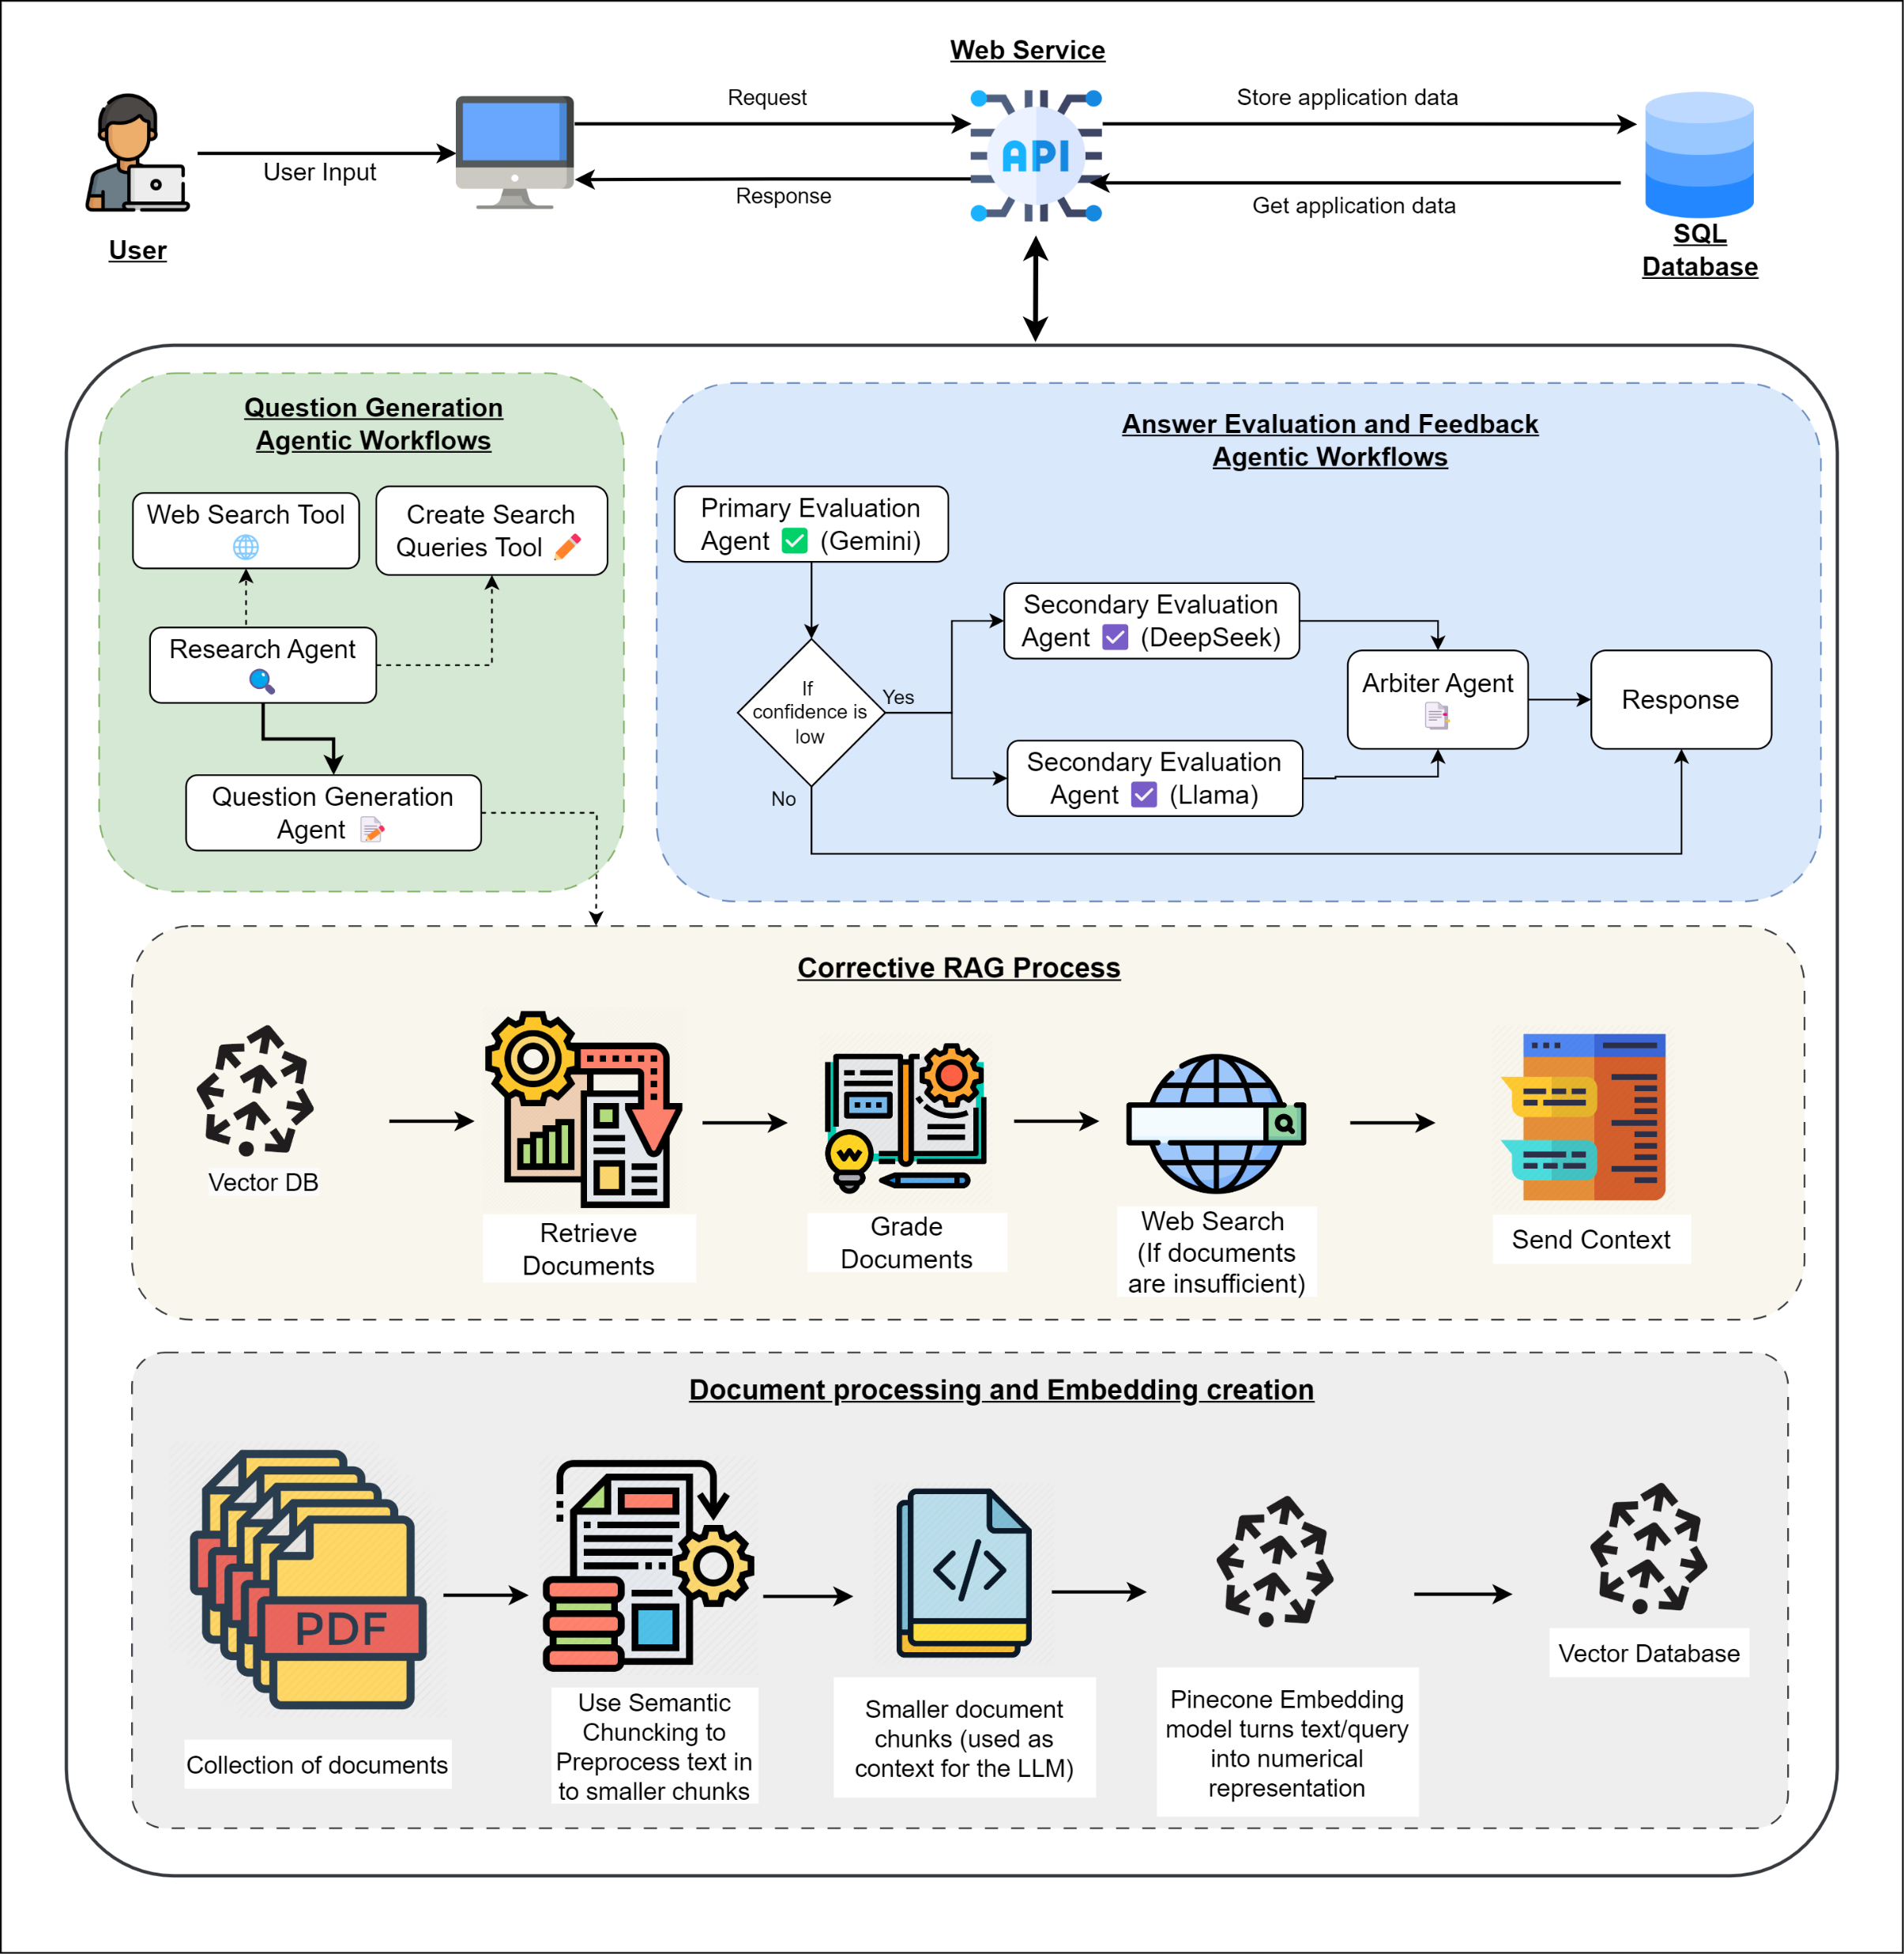 Web Service
Request
Store application data
API
User Input
Response
Get application data
User
SQL
Database
Question Generation
Agentic Workflows
Web Search Tool
Create Search
Queries Tool
Research Agent
Question Generation
Agent
Answer Evaluation and Feedback
Agentic Workflows
Primary Evaluation
Agent ✅ (Gemini)
If
confidence is
low
Yes
No
Secondary Evaluation
Agent ☑ (DeepSeek)
Secondary Evaluation
Agent ☑ (Llama)
Arbiter Agent
Response
Corrective RAG Process
Vector DB
Retrieve
Documents
Grade
Documents
Web Search
(If documents
are insufficient)
Send Context
Document processing and Embedding creation
PDF
Collection of documents
Use Semantic
Chuncking to
Preprocess text in
to smaller chunks
Smaller document
chunks (used as
context for the LLM)
Pinecone Embedding
model turns text/query
into numerical
representation
Vector Database